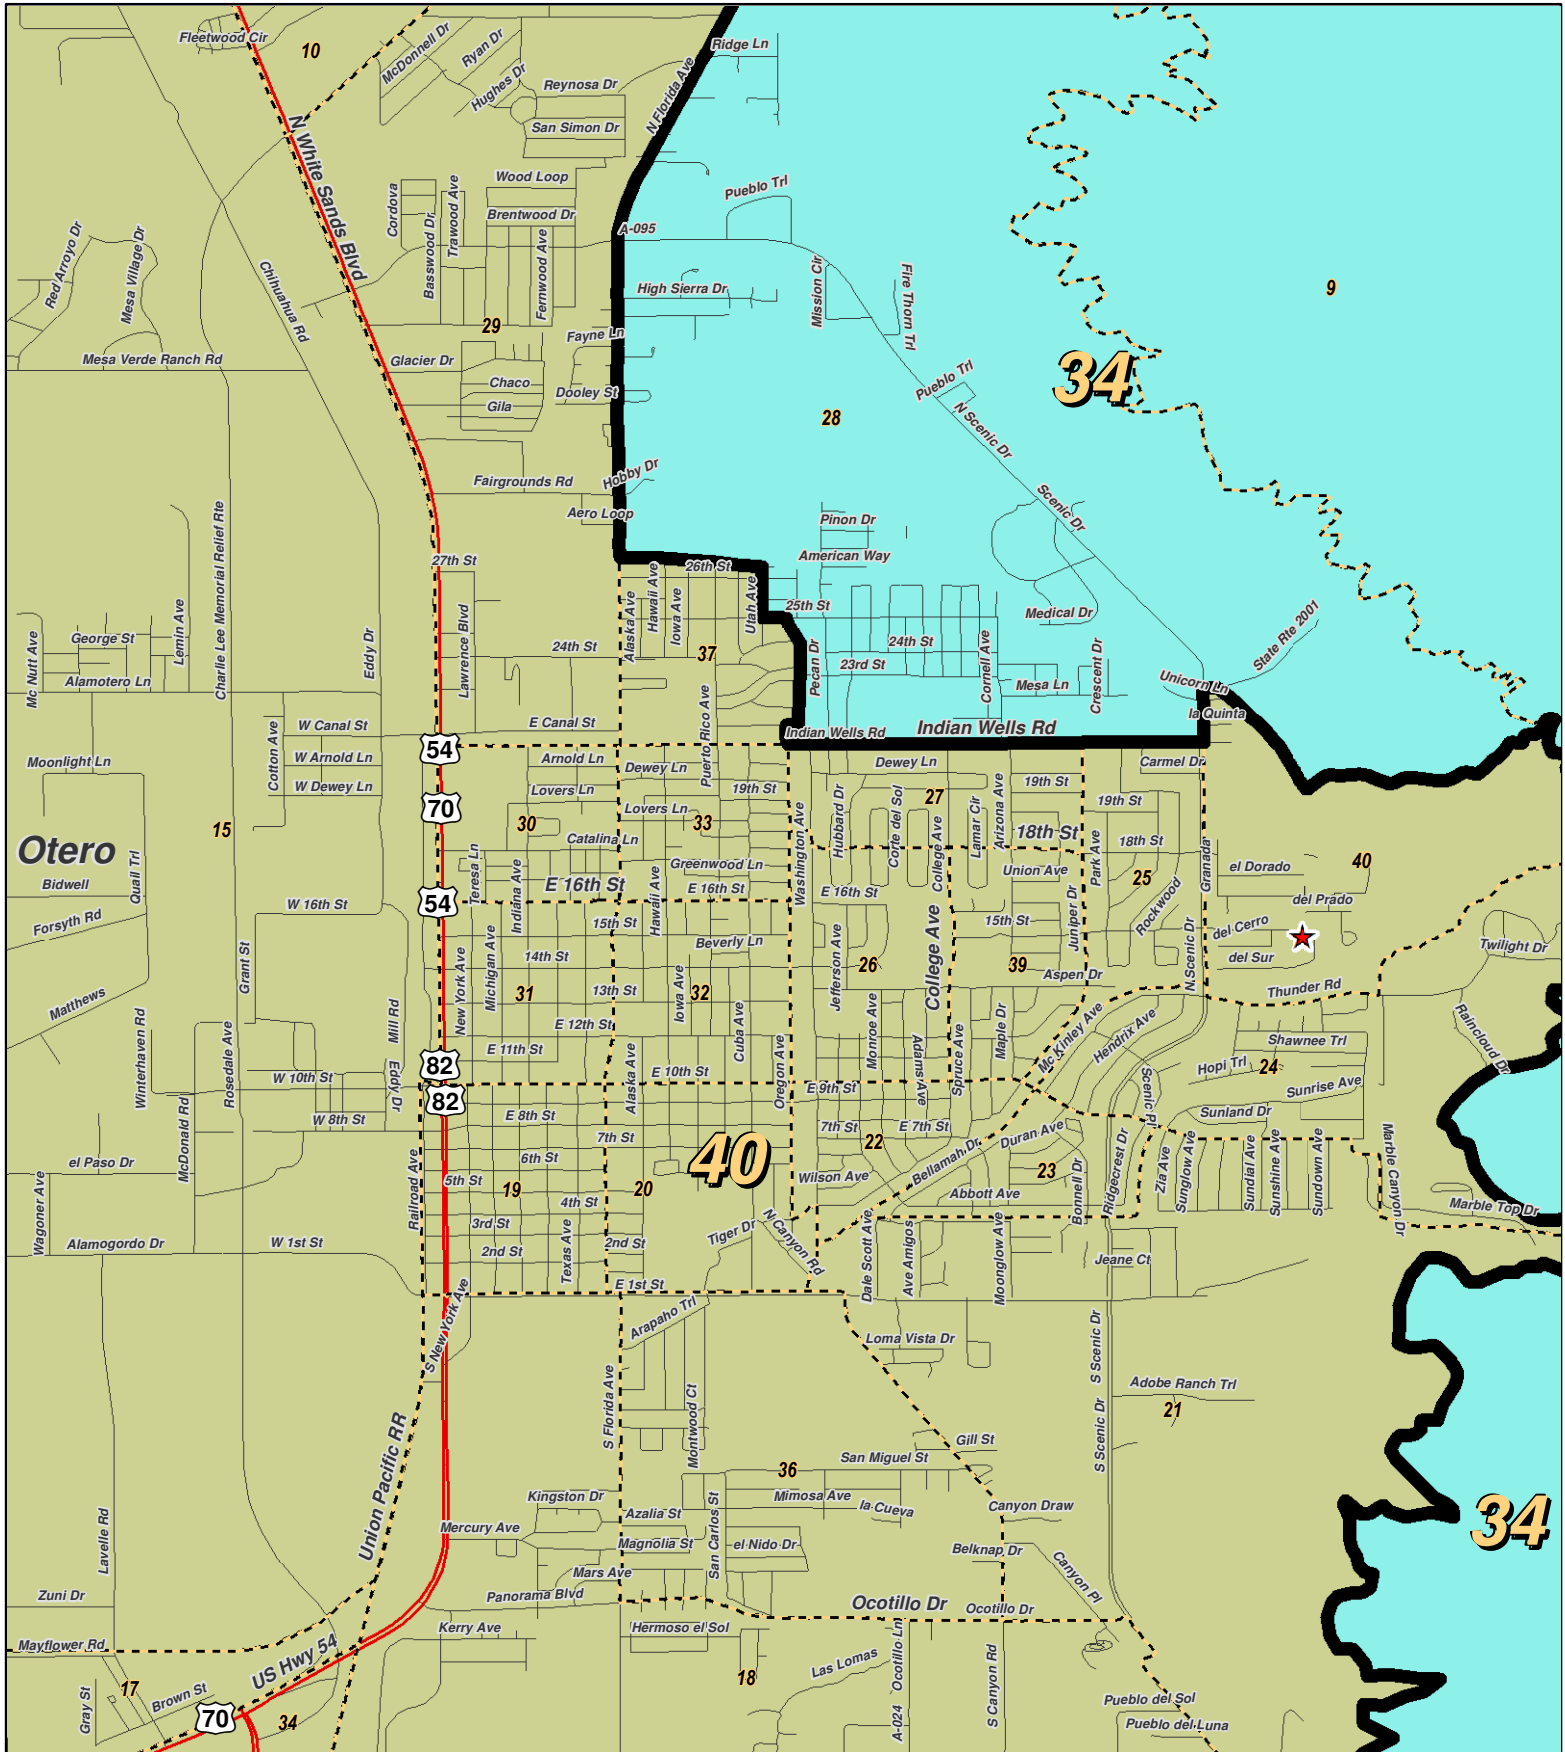 Fleetwood Cir
10
McDonnell Dr
Ryan Dr
Hughes Dr
Reynosa Dr
San Simon Dr
N Florida Ave
Ridge Ln
N White Sands Blvd
Wood Loop
Brentwood Dr
Cordova
Basswood Dr
Trawood Ave
Fernwood Ave
Pueblo Trl
A-095
Red Arroyo Dr
Mesa Village Dr
Chihuahua Rd
High Sierra Dr
Mission Cir
Fire Thorn Trl
9
29
Fayne Ln
Mesa Verde Ranch Rd
Glacier Dr
Chaco
Gila
Dooley St
Pueblo Trl
34
28
N Scenic Dr
Fairgrounds Rd
Hobby Dr
Aero Loop
Scenic Dr
Pinon Dr
American Way
Charlie Lee Memorial Relief Rte
27th St
26th St
Alaska Ave
Hawaii Ave
Iowa Ave
Utah Ave
25th St
Medical Dr
State Rte 2001
Mc Nutt Ave
George St
Lemin Ave
Alamotero Ln
Eddy Dr
Lawrence Blvd
24th St
37
Pecan Dr
24th St
23rd St
Cornell Ave
Mesa Ln
Crescent Dr
Unicorn Ln
la Quinta
W Canal St
E Canal St
Puerto Rico Ave
Indian Wells Rd
Indian Wells Rd
Moonlight Ln
Cotton Ave
W Arnold Ln
W Dewey Ln
54
70
Arnold Ln
Dewey Ln
Lovers Ln
Lovers Ln
19th St
Dewey Ln
Carmel Dr
19th St
19th St
27
Hubbard Dr
Corte del Sol
College Ave
Lamar Cir
Arizona Ave
18th St
18th St
Washington Ave
Otero
15
30
33
Catalina Ln
Greenwood Ln
Teresa Ln
Indiana Ave
E 16th St
Hawaii Ave
E 16th St
E 16th St
Union Ave
Park Ave
25
Granada
el Dorado
40
Bidwell
Quail Trl
Forsyth Rd
W 16th St
54
15th St
15th St
Juniper Dr
Rockwood
del Prado
del Cerro
del Sur
Twilight Dr
Grant St
Matthews
New York Ave
Michigan Ave
14th St
Beverly Ln
Jefferson Ave
26
College Ave
39
Aspen Dr
N Scenic Dr
Thunder Rd
31
13th St
Iowa Ave
32
Winterhaven Rd
Rosedale Ave
Mill Rd
E 12th St
Cuba Ave
Monroe Ave
Adams Ave
Spruce Ave
Maple Dr
Mc Kinley Ave
Hendrix Ave
Shawnee Trl
Raincloud Dr
E 11th St
82
82
W 10th St
Eddy Dr
E 10th St
Alaska Ave
Oregon Ave
E 9th St
Scenic Pl
Hopi Trl
24
Sunrise Ave
McDonald Rd
W 8th St
E 8th St
7th St
7th St
E 7th St
22
Sunland Dr
el Paso Dr
Wagoner Ave
Railroad Ave
6th St
5th St
19
4th St
20
40
Wilson Ave
Bellamah Dr
Duran Ave
23
Abbott Ave
Bonnell Dr
Ridgecrest Dr
Zia Ave
Sunglow Ave
Sundial Ave
Sunshine Ave
Sundown Ave
Marble Canyon Dr
Marble Top Dr
Alamogordo Dr
W 1st St
3rd St
2nd St
2nd St
Texas Ave
Tiger Dr
N Canyon Rd
Dale Scott Ave
Ave Amigos
Moonglow Ave
Jeane Ct
E 1st St
S New York Ave
Arapaho Trl
Loma Vista Dr
S Scenic Dr
Adobe Ranch Trl
21
S Florida Ave
Montwood Ct
Union Pacific RR
S Scenic Dr
Gill St
San Miguel St
36
Kingston Dr
Mimosa Ave
la Cueva
Canyon Draw
34
Lavelle Rd
Mercury Ave
Azalia St
San Carlos St
Magnolia St
el Nido Dr
Belknap Dr
Canyon Pl
Mars Ave
Zuni Dr
Panorama Blvd
Ocotillo Dr
Ocotillo Dr
Mayflower Rd
Kerry Ave
Hermoso el Sol
US Hwy 54
Gray St
17
Brown St
70
34
18
Las Lomas
Ocotillo Ln
A-024
S Canyon Rd
Pueblo del Sol
Pueblo del Luna